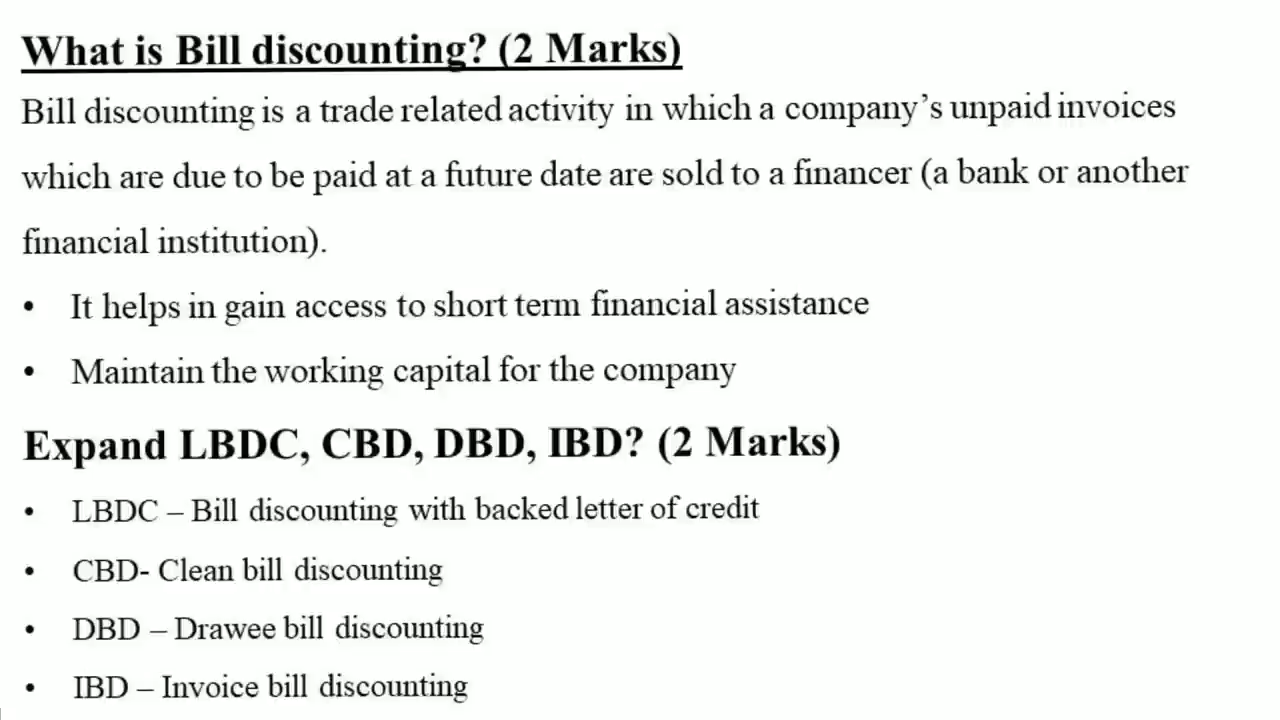 What is Bill discounting? (2 Marks)
Bill discounting is a trade related activity in which a company’s unpaid invoices
which are due to be paid at a future date are sold to a financer (a bank or another
financial institution).
• It helps in gain access to short term financial assistance
• Maintain the working capital for the company
Expand LBDC, CBD, DBD, IBD? (2 Marks)
• LBDC – Bill discounting with backed letter of credit
• CBD- Clean bill discounting
• DBD – Drawee bill discounting
• IBD – Invoice bill discounting